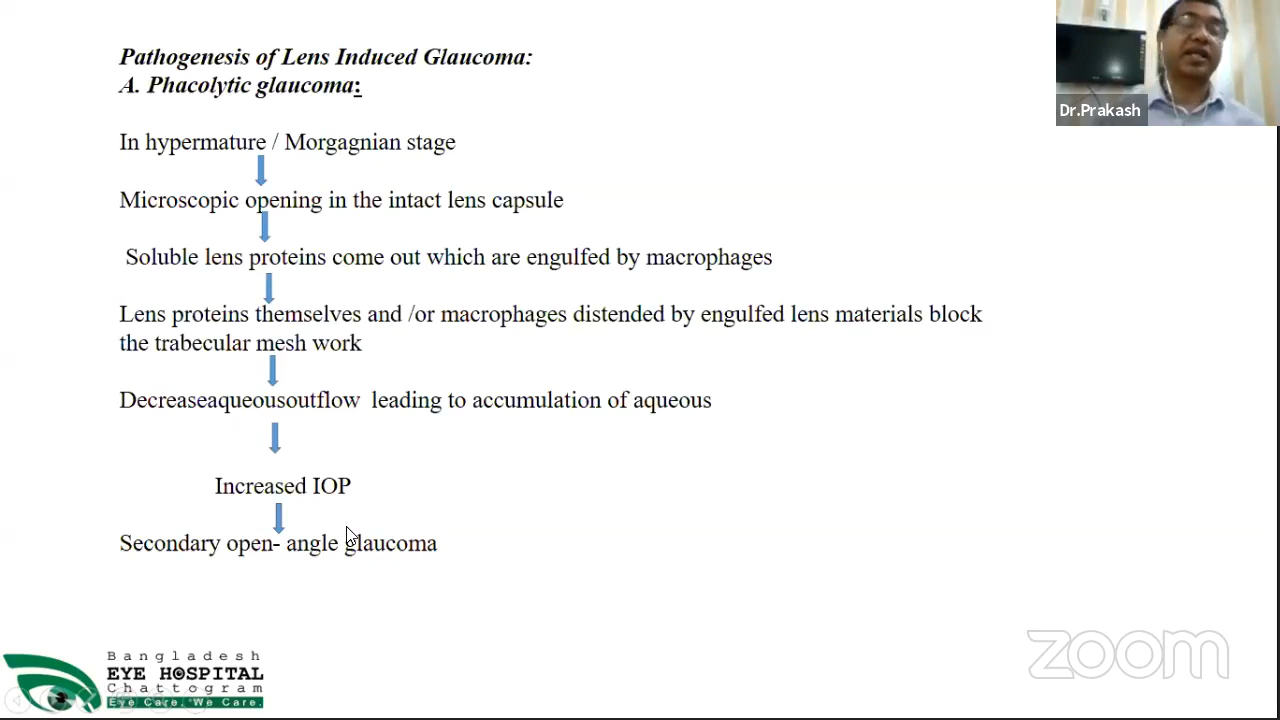 Pathogenesis of Lens Induced Glaucoma:
A. Phacolytic glaucoma:
Dr.Prakash
In hypermature / Morgagnian stage
Microscopic opening in the intact lens capsule
Soluble lens proteins come out which are engulfed by macrophages
Lens proteins themselves and /or macrophages distended by engulfed lens materials block
the trabecular mesh work
Decreaseaqueousoutflow leading to accumulation of aqueous
Increased IOP
Secondary open- angle glaucoma
Bangladesh
EYE HOSPITAL
Chattogram
Eye Care. We Care.
zoom